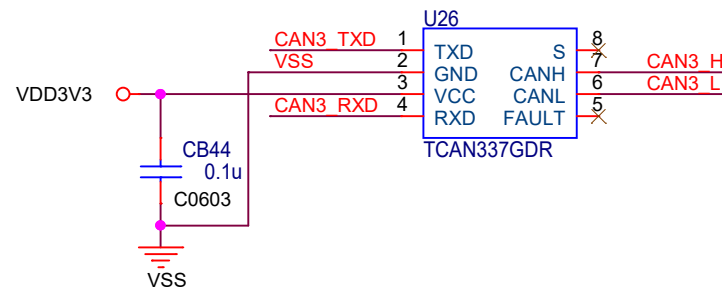 U26
CAN3_TXD 1 TXD S 8
VSS 2 GND CANH 7 CAN3_H
VDD3V3 3 VCC CANL 6 CAN3_L
CAN3_RXD 4 RXD FAULT 5
TCAN337GDR
CB44
0.1u
C0603
VSS